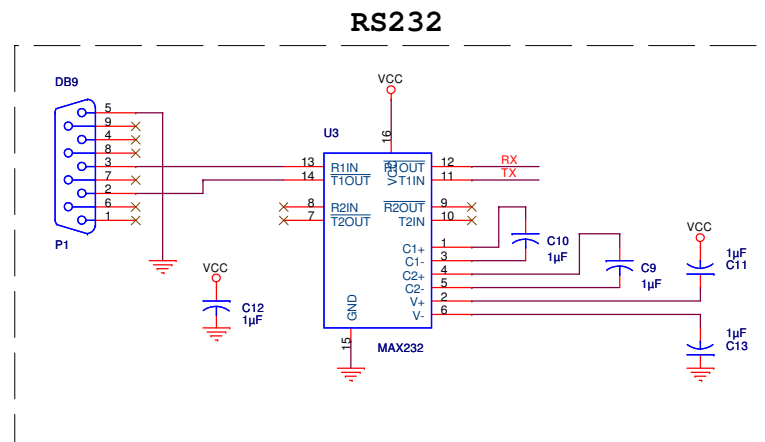 RS232
DB9
5
9
4
8
3
7
2
6
1
P1
VCC
C12
1µF
U3
VCC
16
VCC
13 R1IN
14 T1OUT
8 R2IN
7 T2OUT
R1OUT 12 RX
T1IN 11 TX
R2OUT 9
T2IN 10
C1+ 1
C1- 3
C2+ 4
C2- 5
V+ 2
V- 6
GND
15
MAX232
C10
1µF
C9
1µF
VCC
1µF
C11
1µF
C13